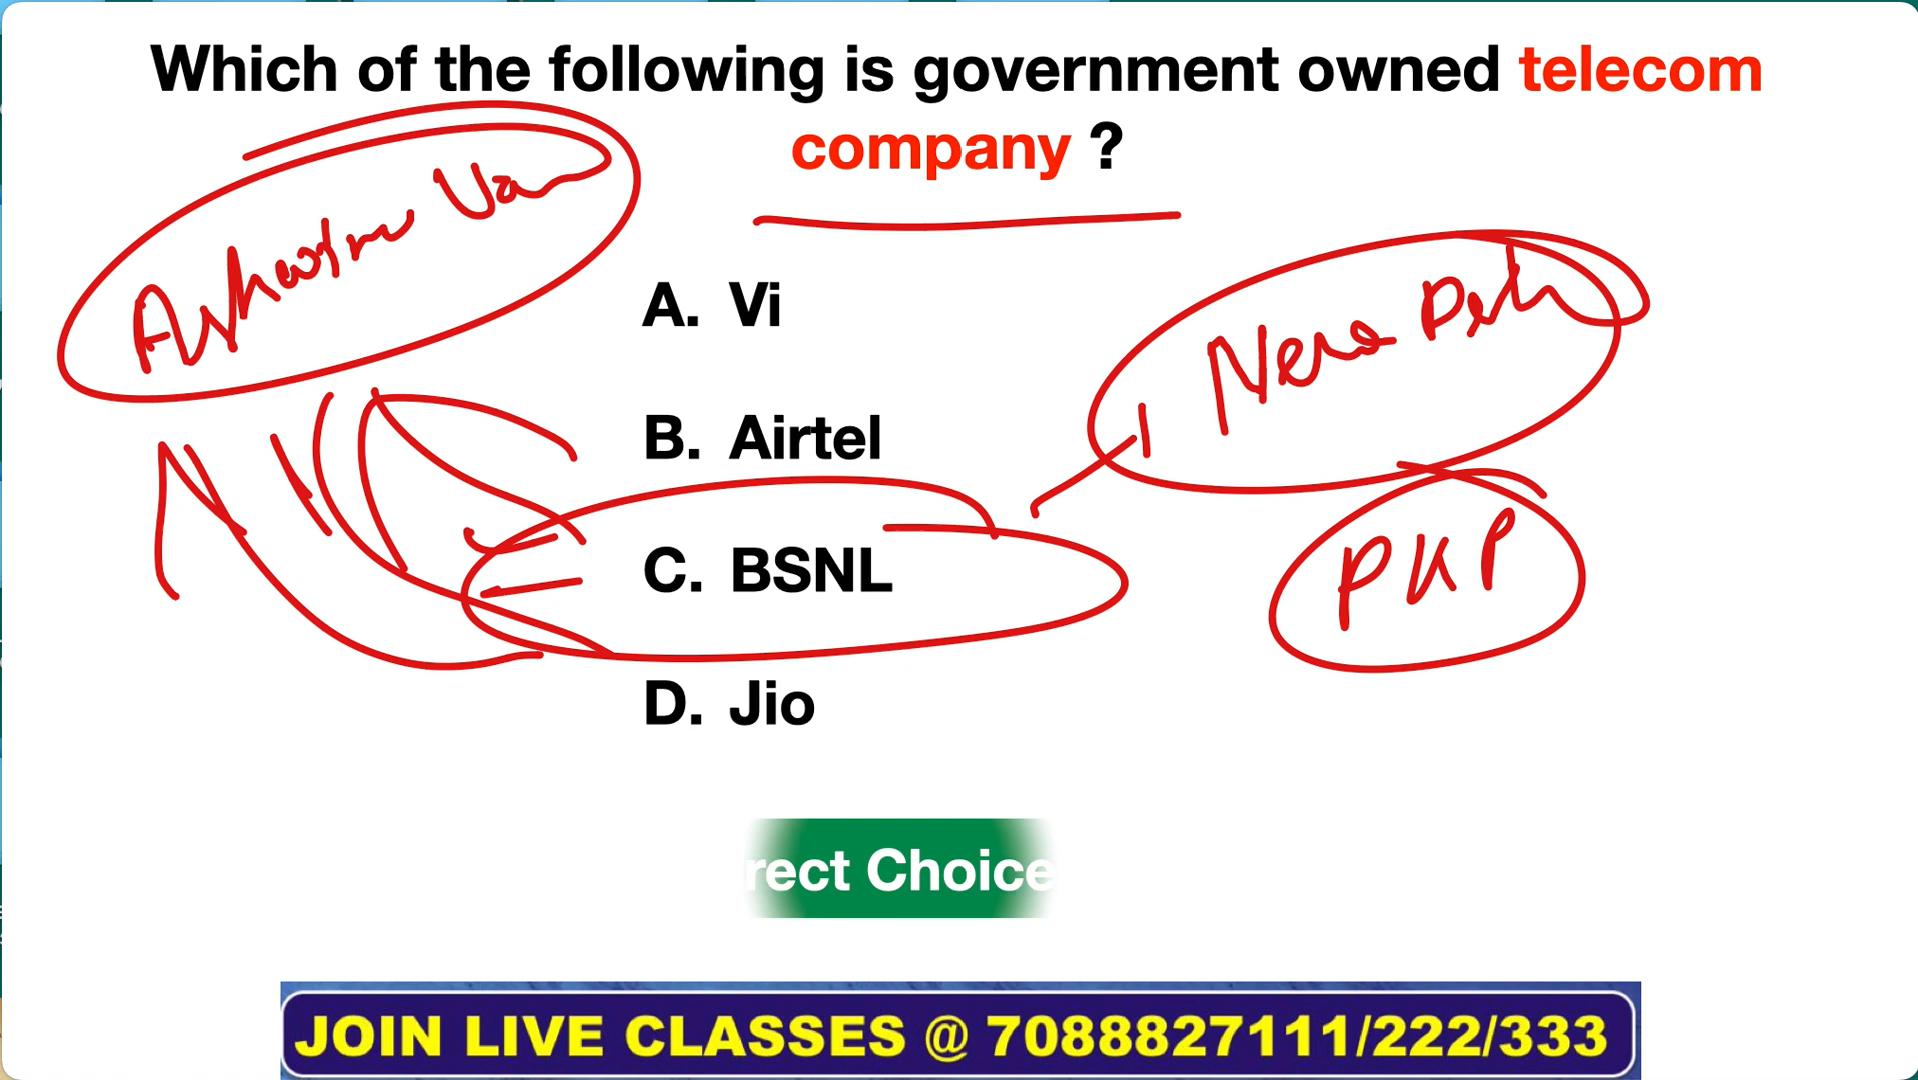 Which of the following is government owned telecom
company ?
A. Vi
B. Airtel
C. BSNL
D. Jio
PKP
rect Choice
JOIN LIVE CLASSES @ 7088827111/222/333